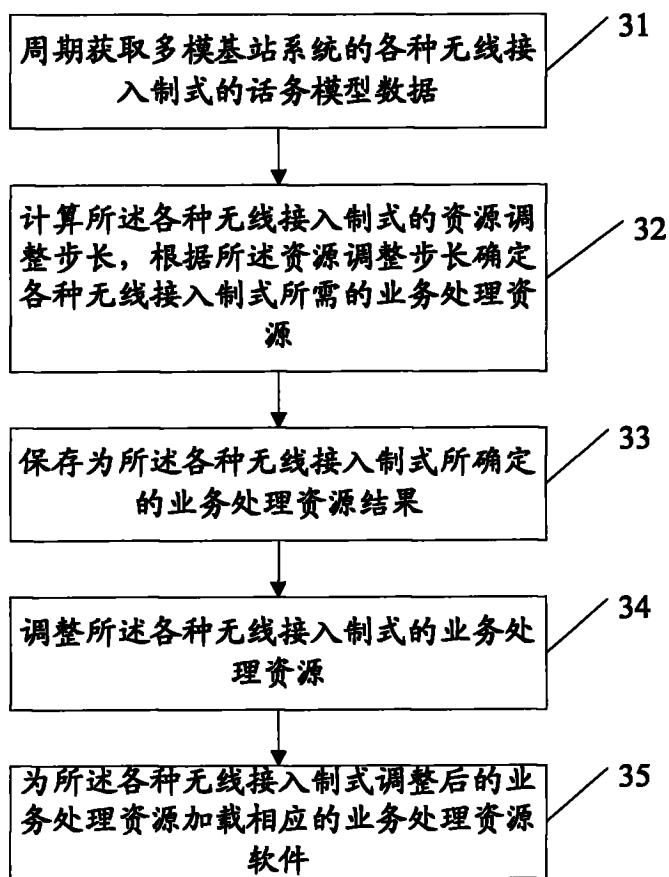 周期获取多模基站系统的各种无线接
入制式的话务模型数据
31
计算所述各种无线接入制式的资源调
整步长，根据所述资源调整步长确定
各种无线接入制式所需的业务处理资
源
32
保存为所述各种无线接入制式所确定
的业务处理资源结果
33
调整所述各种无线接入制式的业务处
理资源
34
为所述各种无线接入制式调整后的业
务处理资源加载相应的业务处理资源
软件
35